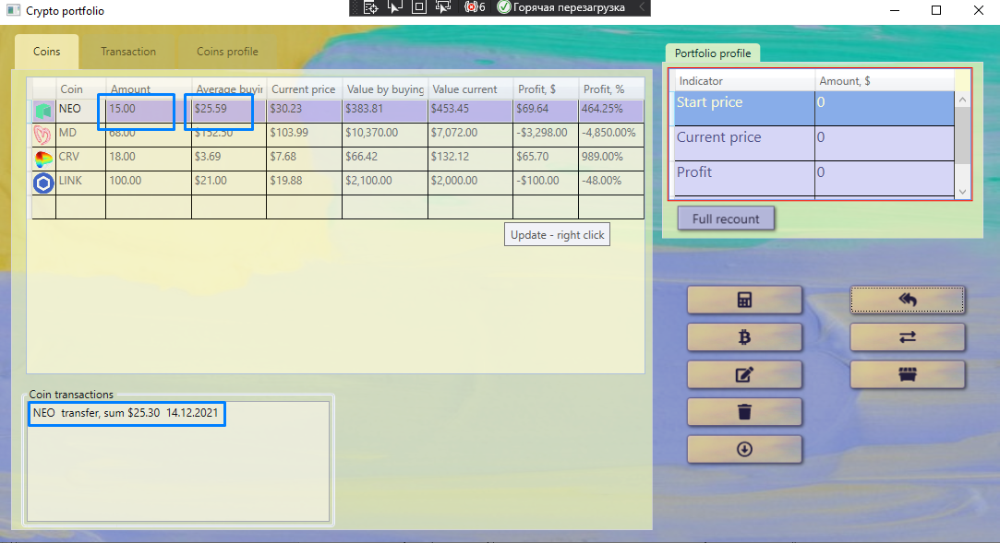 Crypto portfolio
6 Горячая перезагрузка
Coins Transaction Coins profile
Coin Amount Average buyin Current price Value by buying Value current Profit, $ Profit, %
NEO 15.00 $25.59 $30.23 $383.81 $453.45 $69.64 464.25%
MD 68.00 $152.50 $103.99 $10,370.00 $7,072.00 -$3,298.00 -4,850.00%
CRV 18.00 $3.69 $7.68 $66.42 $132.12 $65.70 989.00%
LINK 100.00 $21.00 $19.88 $2,100.00 $2,000.00 -$100.00 -48.00%
Update - right click
Portfolio profile
Indicator Amount, $
Start price 0
Current price 0
Profit 0
Full recount
Coin transactions
NEO transfer, sum $25.30 14.12.2021